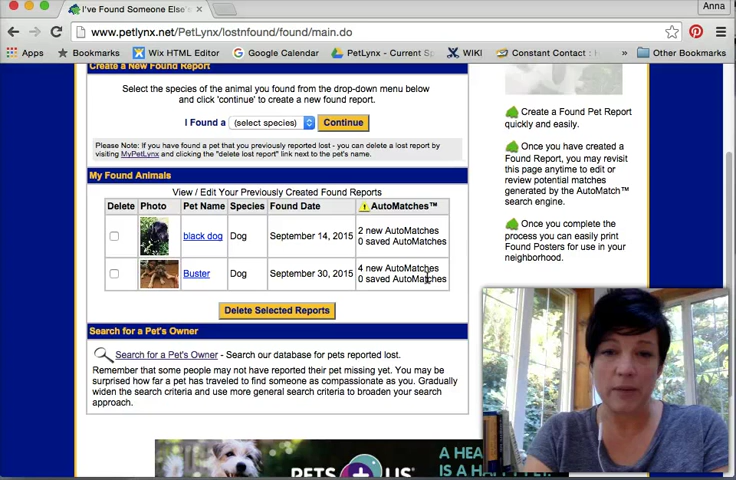 I've Found Someone Else'
Anna
www.petlynx.net/PetLynx/lostnfound/found/main.do
Apps
Bookmarks
Wix HTML Editor
Google Calendar
PetLynx - Current Sp
WIKI
Constant Contact : H
»
Other Bookmarks
Create a New Found Report
Select the species of the animal you found from the drop-down menu below
and click 'continue' to create a new found report.
I Found a (select species) Continue
Please Note: If you have found a pet that you previously reported lost - you can delete a lost report by
visiting MyPetLynx and clicking the "delete lost report" link next to the pet's name.
My Found Animals
View / Edit Your Previously Created Found Reports
Delete Photo Pet Name Species Found Date AutoMatches™
black dog Dog September 14, 2015 2 new AutoMatches
0 saved AutoMatches
Buster Dog September 30, 2015 4 new AutoMatches
0 saved AutoMatches
Delete Selected Reports
Search for a Pet's Owner
Search for a Pet's Owner - Search our database for pets reported lost.
Remember that some people may not have reported their pet missing yet. You may be
surprised how far a pet has traveled to find someone as compassionate as you. Gradually
widen the search criteria and use more general search criteria to broaden your search
approach.
Create a Found Pet Report
quickly and easily.
Once you have created a
Found Report, you may revisit
this page anytime to edit or
review potential matches
generated by the AutoMatch™
search engine.
Once you complete the
process you can easily print
Found Posters for use in your
neighborhood.
PETS US
A HEA
IS A HA